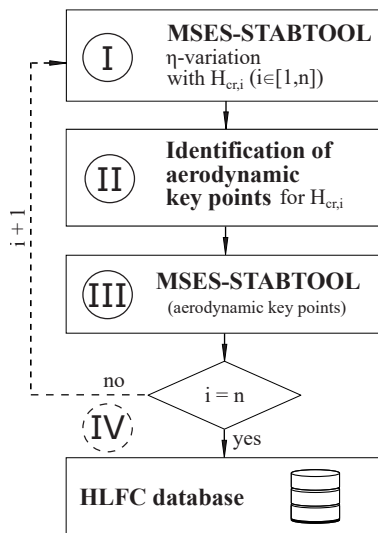 I
MSES-STABTOOL
η-variation
with H_cr,i (i∈[1,n])
II
Identification of
aerodynamic
key points for H_cr,i
i + 1
III
MSES-STABTOOL
(aerodynamic key points)
no
i = n
IV
yes
HLFC database